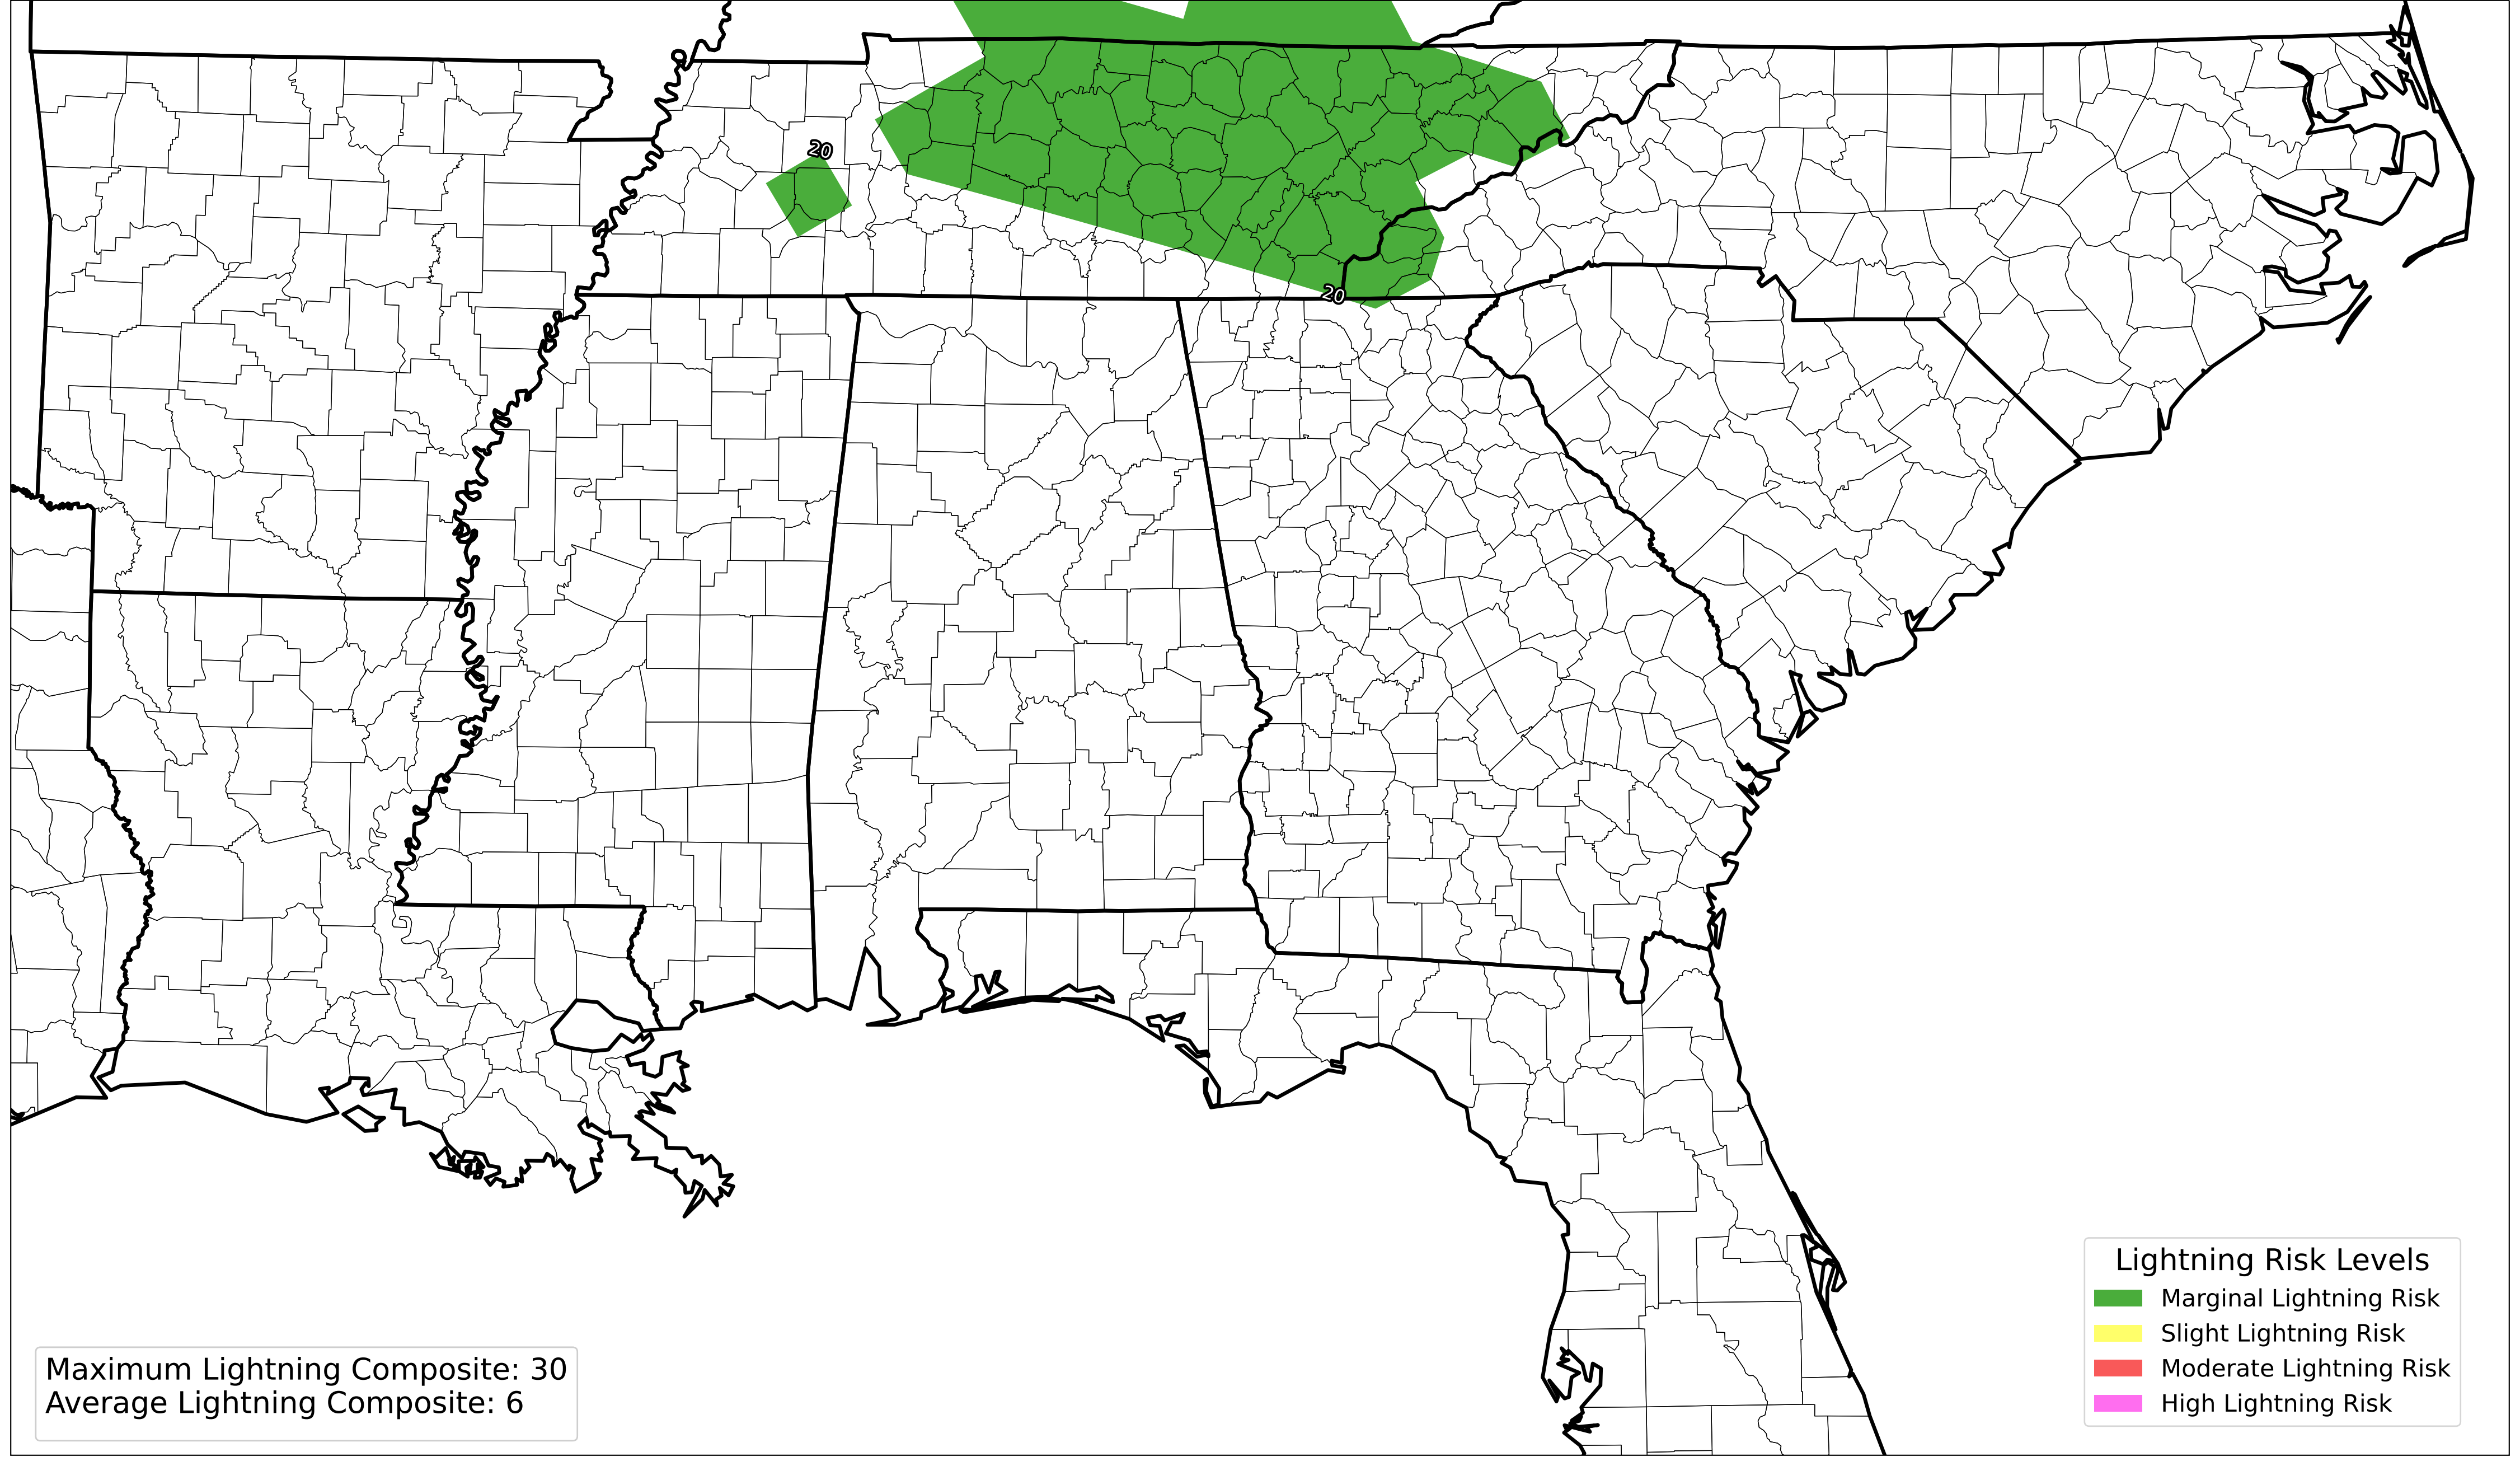 20
20
Lightning Risk Levels
Marginal Lightning Risk
Slight Lightning Risk
Moderate Lightning Risk
High Lightning Risk
Maximum Lightning Composite: 30
Average Lightning Composite: 6